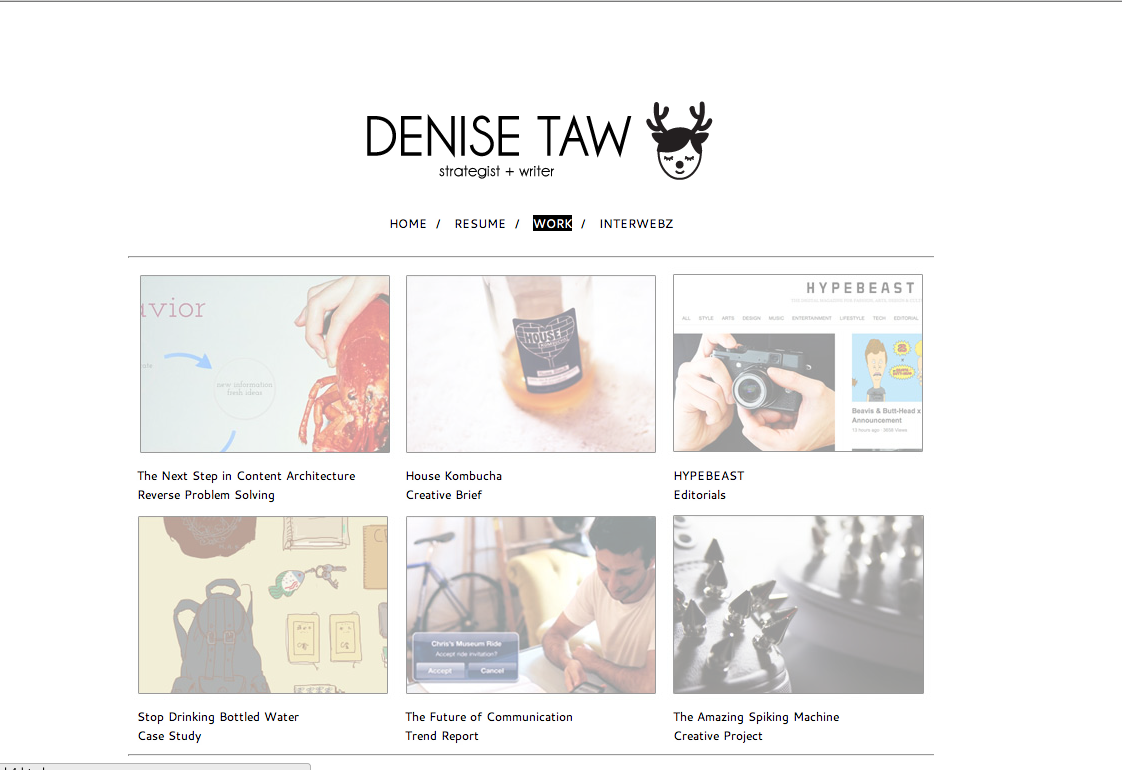 DENISE TAW
strategist + writer
HOME / RESUME / WORK / INTERWEBZ
avior
new information
fresh ideas
HOUSE
HYPEBEAST
ALL STYLE ARTS DESIGN MUSIC ENTERTAINMENT LIFESTYLE TECH EDITORIAL
Beavis & Butt-Head x
Announcement
The Next Step in Content Architecture
Reverse Problem Solving
House Kombucha
Creative Brief
HYPEBEAST
Editorials
Chris's Museum Ride
Accept ride invitation?
Accept Cancel
Stop Drinking Bottled Water
Case Study
The Future of Communication
Trend Report
The Amazing Spiking Machine
Creative Project